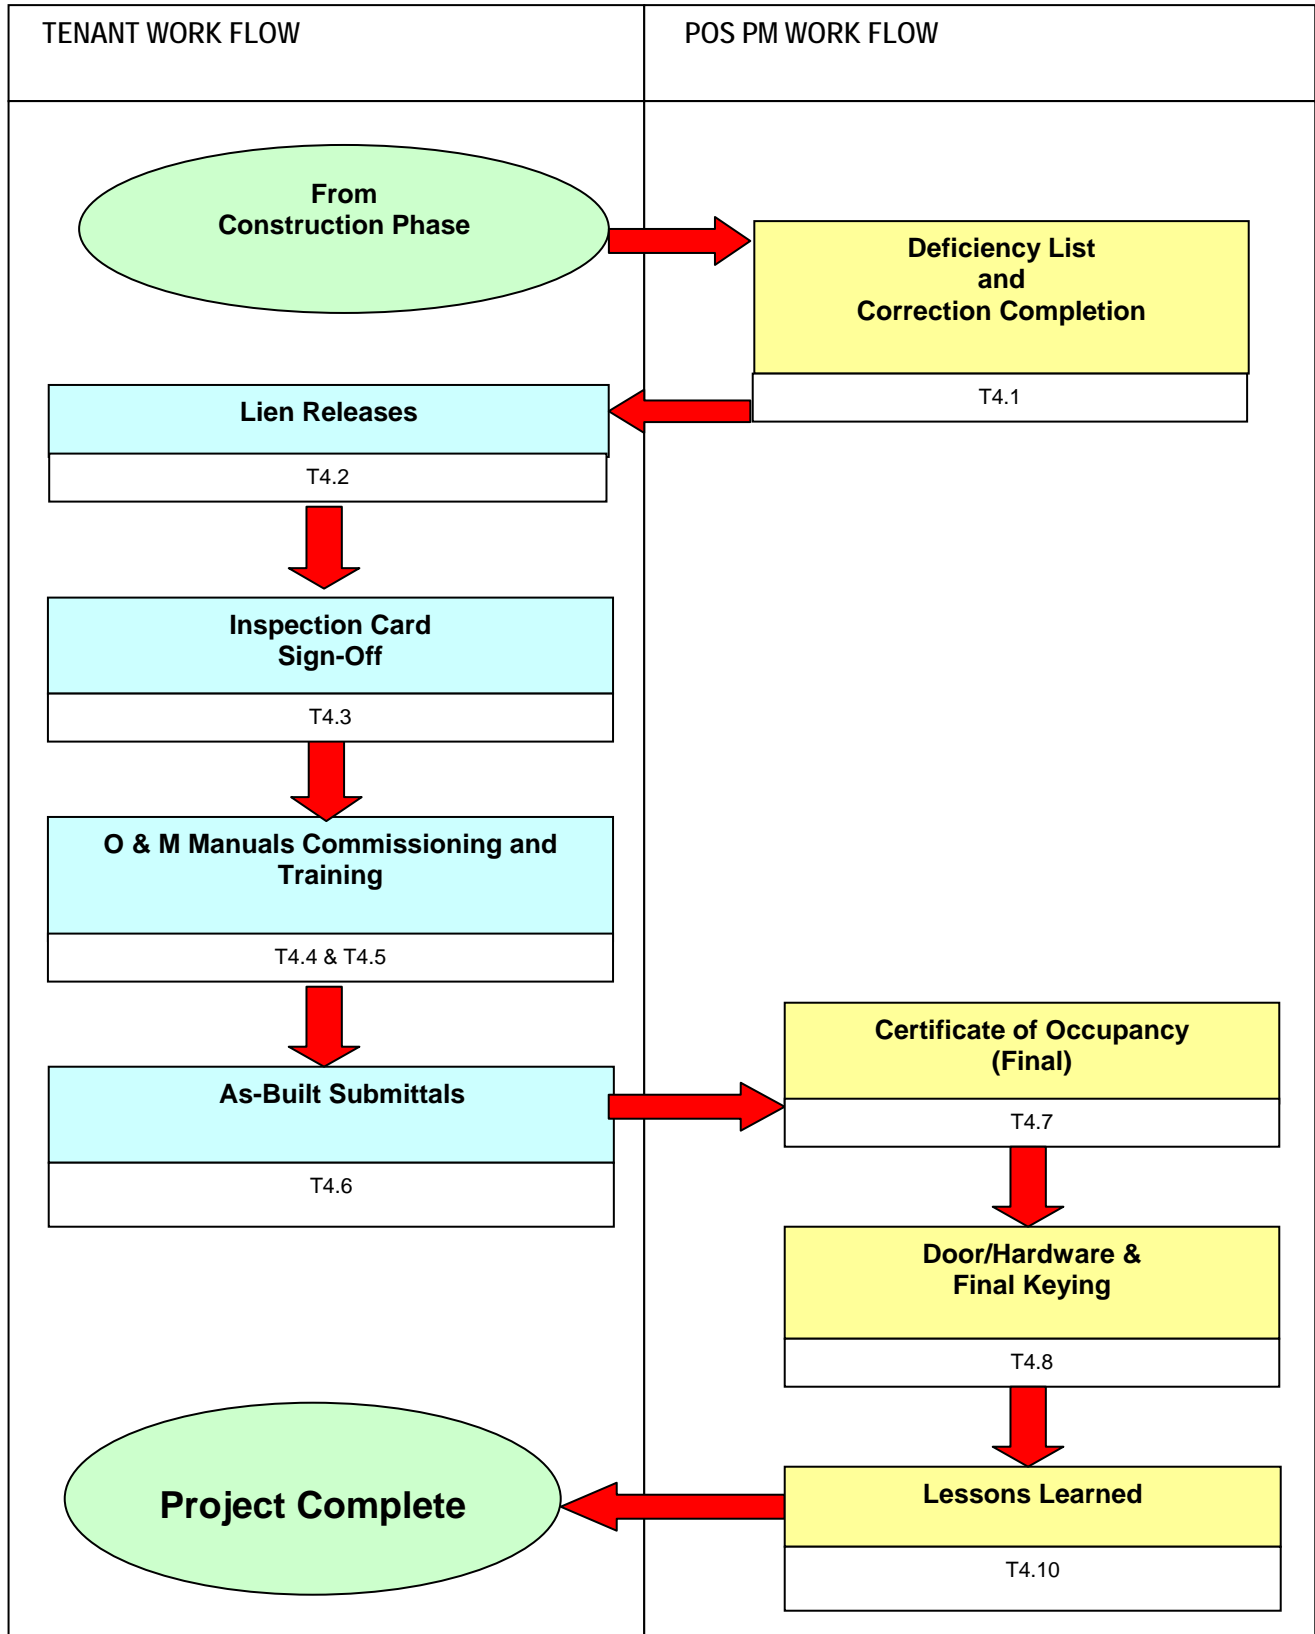 TENANT WORK FLOW
POS PM WORK FLOW
From
Construction Phase
Deficiency List
and
Correction Completion
T4.1
Lien Releases
T4.2
Inspection Card
Sign-Off
T4.3
O & M Manuals Commissioning and
Training
T4.4 & T4.5
As-Built Submittals
T4.6
Certificate of Occupancy
(Final)
T4.7
Door/Hardware &
Final Keying
T4.8
Lessons Learned
T4.10
Project Complete